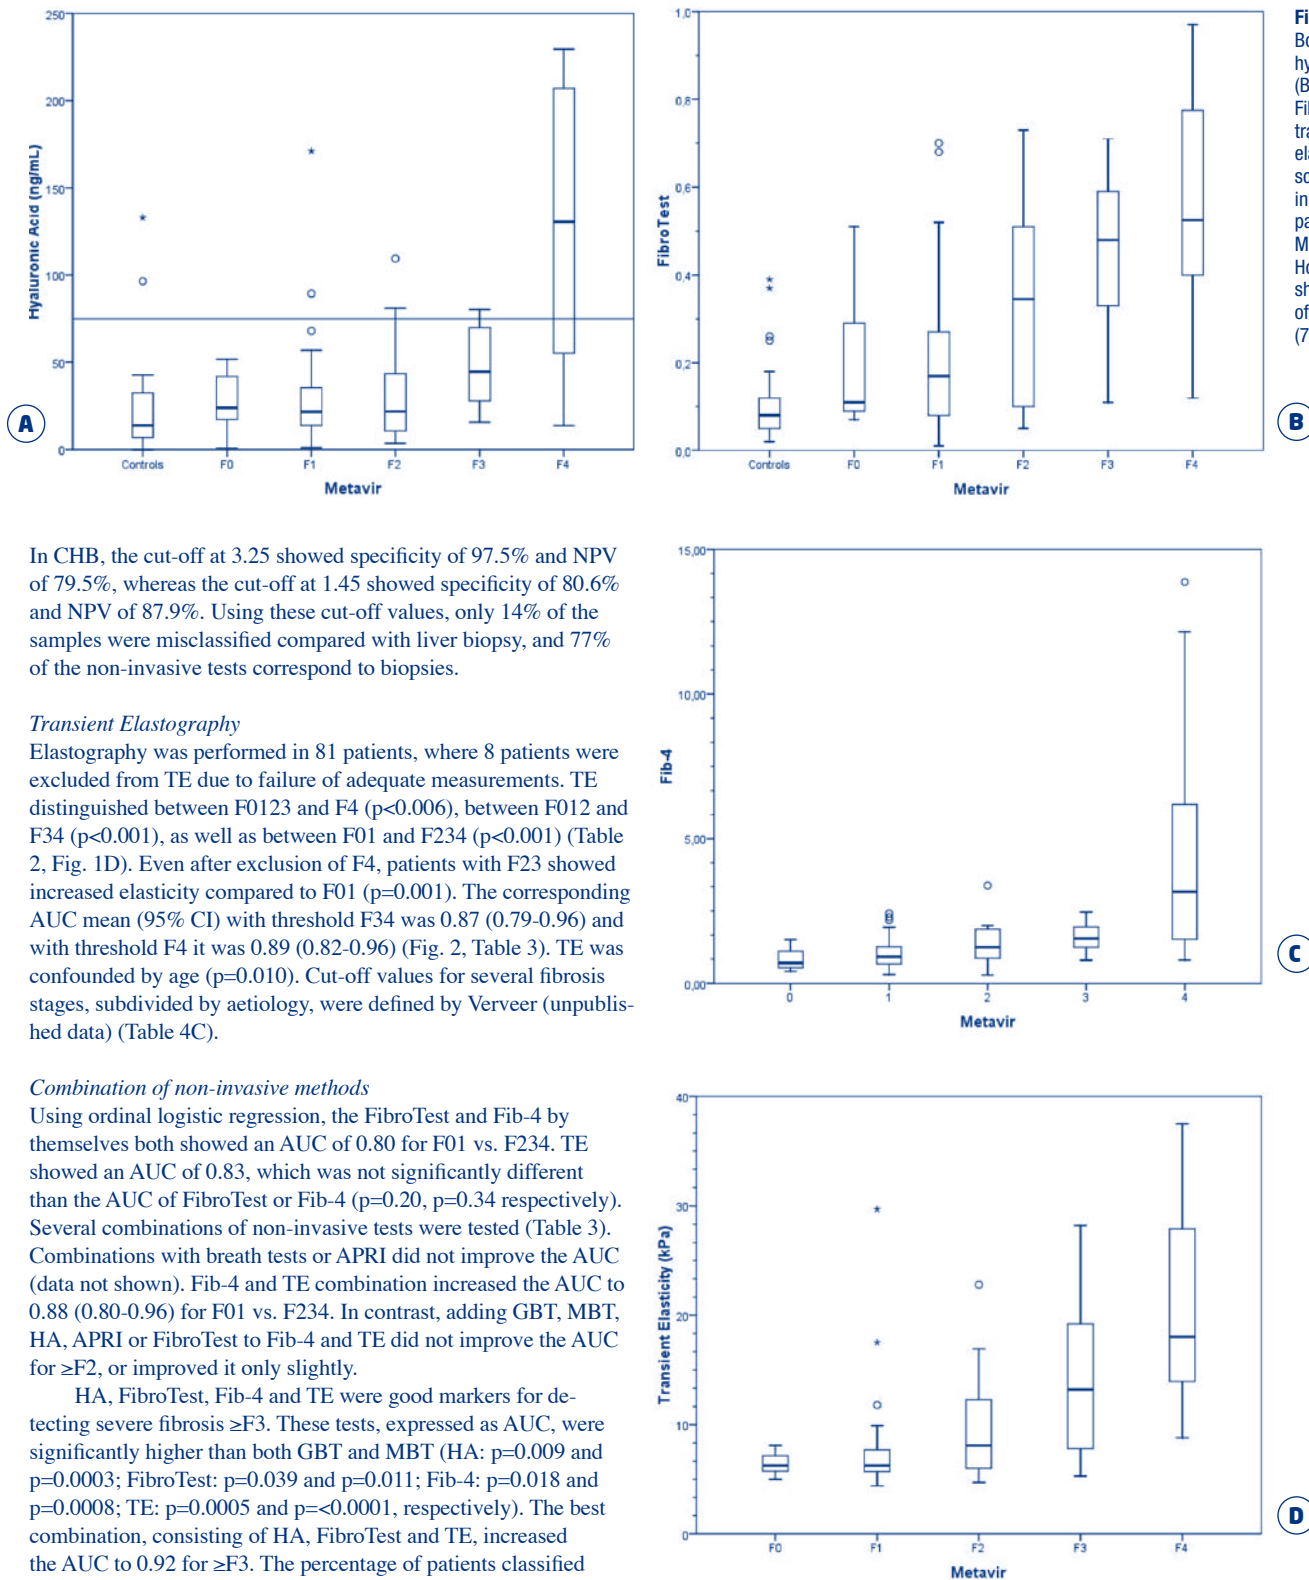 250
200
150
100
50
0
Hyaluronic Acid (ng/mL)
Controls F0 F1 F2 F3 F4
Metavir
A
1,0
0,8
0,6
0,4
0,2
0,0
FibroTest
Controls F0 F1 F2 F3 F4
Metavir
B
In CHB, the cut-off at 3.25 showed specificity of 97.5% and NPV
of 79.5%, whereas the cut-off at 1.45 showed specificity of 80.6%
and NPV of 87.9%. Using these cut-off values, only 14% of the
samples were misclassified compared with liver biopsy, and 77%
of the non-invasive tests correspond to biopsies.
Transient Elastography
Elastography was performed in 81 patients, where 8 patients were
excluded from TE due to failure of adequate measurements. TE
distinguished between F0123 and F4 (p<0.006), between F012 and
F34 (p<0.001), as well as between F01 and F234 (p<0.001) (Table
2, Fig. 1D). Even after exclusion of F4, patients with F23 showed
increased elasticity compared to F01 (p=0.001). The corresponding
AUC mean (95% CI) with threshold F34 was 0.87 (0.79-0.96) and
with threshold F4 it was 0.89 (0.82-0.96) (Fig. 2, Table 3). TE was
confounded by age (p=0.010). Cut-off values for several fibrosis
stages, subdivided by aetiology, were defined by Verveer (unpublis-
hed data) (Table 4C).
Combination of non-invasive methods
Using ordinal logistic regression, the FibroTest and Fib-4 by
themselves both showed an AUC of 0.80 for F01 vs. F234. TE
showed an AUC of 0.83, which was not significantly different
than the AUC of FibroTest or Fib-4 (p=0.20, p=0.34 respectively).
Several combinations of non-invasive tests were tested (Table 3).
Combinations with breath tests or APRI did not improve the AUC
(data not shown). Fib-4 and TE combination increased the AUC to
0.88 (0.80-0.96) for F01 vs. F234. In contrast, adding GBT, MBT,
HA, APRI or FibroTest to Fib-4 and TE did not improve the AUC
for ≥F2, or improved it only slightly.
HA, FibroTest, Fib-4 and TE were good markers for de-
tecting severe fibrosis ≥F3. These tests, expressed as AUC, were
significantly higher than both GBT and MBT (HA: p=0.009 and
p=0.0003; FibroTest: p=0.039 and p=0.011; Fib-4: p=0.018 and
p=0.0008; TE: p=0.0005 and p=<0.0001, respectively). The best
combination, consisting of HA, FibroTest and TE, increased
the AUC to 0.92 for ≥F3. The percentage of patients classified
15,00
10,00
5,00
0,00
Fib-4
0 1 2 3 4
Metavir
C
40
30
20
10
0
Transient Elasticity (kPa)
F0 F1 F2 F3 F4
Metavir
D
Fi
Bo
hy
(B
Fi
tra
el
sc
in
pa
M
Ho
sh
of
(7